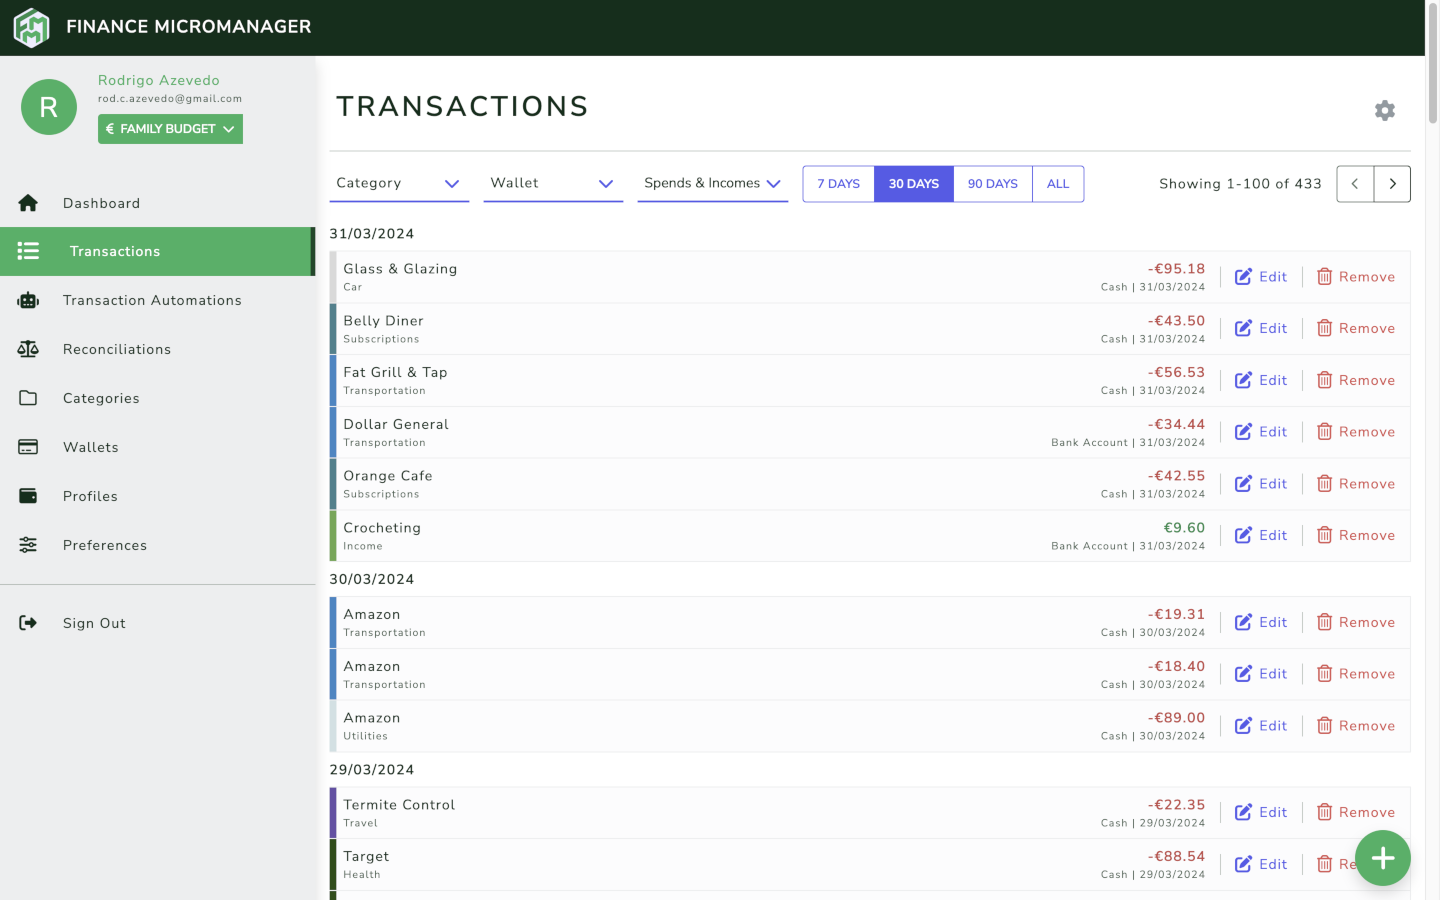 FINANCE MICROMANAGER
R
Rodrigo Azevedo
rod.c.azevedo@gmail.com
€ FAMILY BUDGET
Dashboard
Transactions
Transaction Automations
Reconciliations
Categories
Wallets
Profiles
Preferences
Sign Out
TRANSACTIONS
Category Wallet Spends & Incomes 7 DAYS 30 DAYS 90 DAYS ALL Showing 1-100 of 433
31/03/2024
Glass & Glazing -€95.18 Edit Remove
Car Cash | 31/03/2024
Belly Diner -€43.50 Edit Remove
Subscriptions Cash | 31/03/2024
Fat Grill & Tap -€56.53 Edit Remove
Transportation Cash | 31/03/2024
Dollar General -€34.44 Edit Remove
Transportation Bank Account | 31/03/2024
Orange Cafe -€42.55 Edit Remove
Subscriptions Cash | 31/03/2024
Crocheting €9.60 Edit Remove
Income Bank Account | 31/03/2024
30/03/2024
Amazon -€19.31 Edit Remove
Transportation Cash | 30/03/2024
Amazon -€18.40 Edit Remove
Transportation Cash | 30/03/2024
Amazon -€89.00 Edit Remove
Utilities Cash | 30/03/2024
29/03/2024
Termite Control -€22.35 Edit Remove
Travel Cash | 29/03/2024
Target -€88.54 Edit Re
Health Cash | 29/03/2024